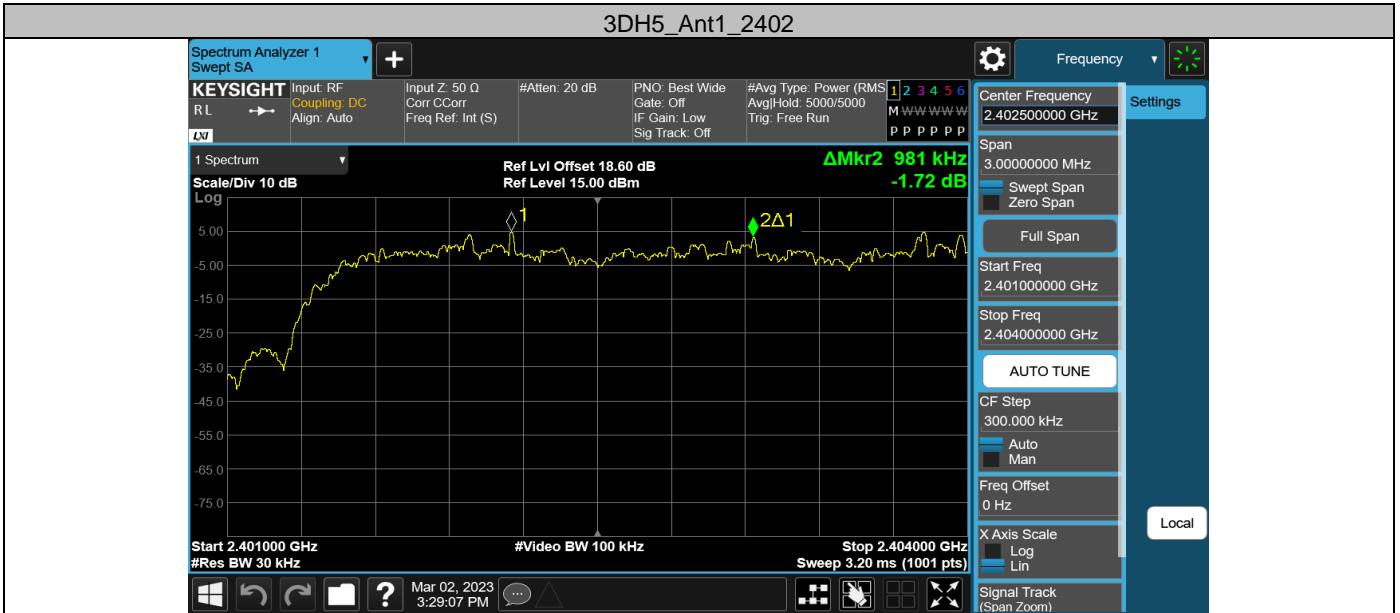 3DH5_Ant1_2402
Spectrum Analyzer 1
Swept SA
Frequency
KEYSIGHT
R L
LXI
Input: RF
Coupling: DC
Align: Auto
Input Z: 50 Ω
Corr CCorr
Freq Ref: Int (S)
#Atten: 20 dB
PNO: Best Wide
Gate: Off
IF Gain: Low
Sig Track: Off
#Avg Type: Power (RMS
Avg|Hold: 5000/5000
Trig: Free Run
1 2 3 4 5 6
M W W W W W
P P P P P P
1 Spectrum
Scale/Div 10 dB
Log
Ref Lvl Offset 18.60 dB
Ref Level 15.00 dBm
ΔMkr2 981 kHz
-1.72 dB
1
2Δ1
5.00
-5.00
-15.0
-25.0
-35.0
-45.0
-55.0
-65.0
-75.0
Start 2.401000 GHz
#Res BW 30 kHz
#Video BW 100 kHz
Stop 2.404000 GHz
Sweep 3.20 ms (1001 pts)
Mar 02, 2023
3:29:07 PM
Center Frequency
2.402500000 GHz
Span
3.00000000 MHz
Swept Span
Zero Span
Full Span
Start Freq
2.401000000 GHz
Stop Freq
2.404000000 GHz
AUTO TUNE
CF Step
300.000 kHz
Auto
Man
Freq Offset
0 Hz
X Axis Scale
Log
Lin
Signal Track
(Span Zoom)
Settings
Local